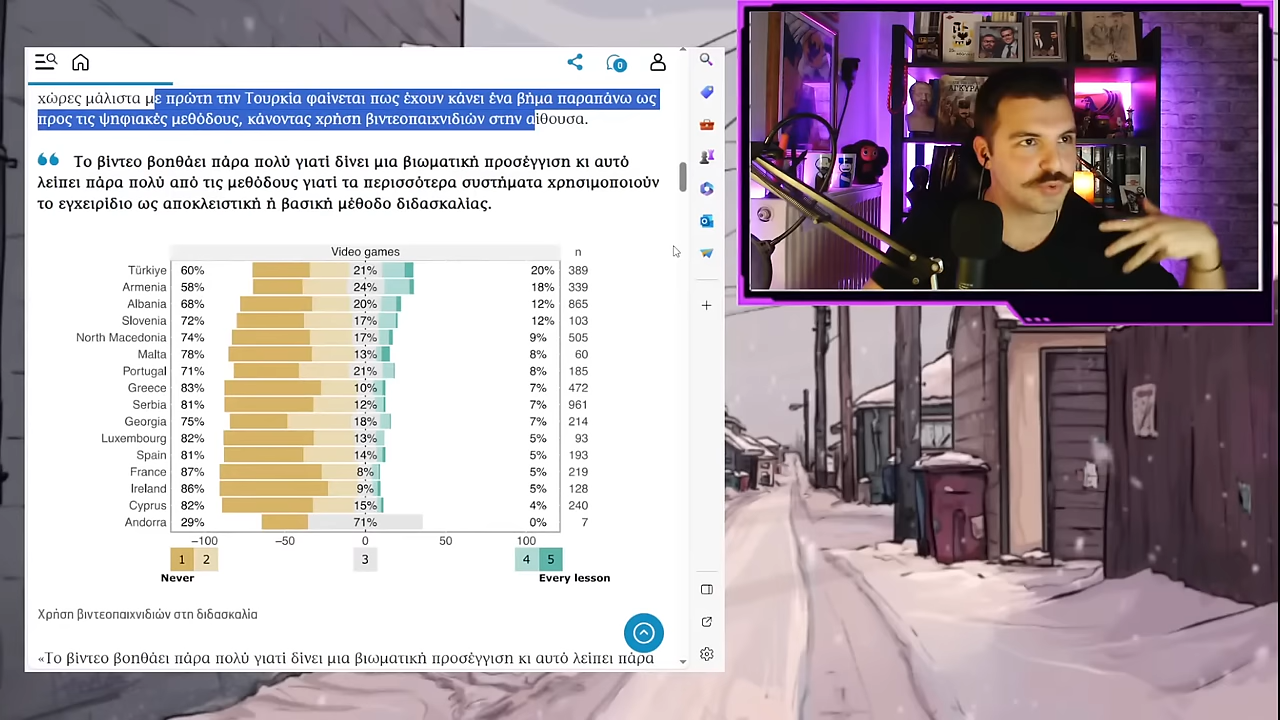 0
χώρες μάλιστα με πρώτη την Τουρκία φαίνεται πως έχουν κάνει ένα βήμα παραπάνω ως
προς τις ψηφιακές μεθόδους, κάνοντας χρήση βιντεοπαιχνιδιών στην αίθουσα.
Το βίντεο βοηθάει πάρα πολύ γιατί δίνει μια βιωματική προσέγγιση κι αυτό
λείπει πάρα πολύ από τις μεθόδους γιατί τα περισσότερα συστήματα χρησιμοποιούν
το εγχειρίδιο ως αποκλειστική ή βασική μέθοδο διδασκαλίας.
Video games n
Türkiye 60% 21% 20% 389
Armenia 58% 24% 18% 339
Albania 68% 20% 12% 865
Slovenia 72% 17% 12% 103
North Macedonia 74% 17% 9% 505
Malta 78% 13% 8% 60
Portugal 71% 21% 8% 185
Greece 83% 10% 7% 472
Serbia 81% 12% 7% 961
Georgia 75% 18% 7% 214
Luxembourg 82% 13% 5% 93
Spain 81% 14% 5% 193
France 87% 8% 5% 219
Ireland 86% 9% 5% 128
Cyprus 82% 15% 4% 240
Andorra 29% 71% 0% 7
−100 −50 0 50 100
1 2 3 4 5
Never Every lesson
Χρήση βιντεοπαιχνιδιών στη διδασκαλία
«Το βίντεο βοηθάει πάρα πολύ γιατί δίνει μια βιωματική προσέγγιση κι αυτό λείπει πάρα